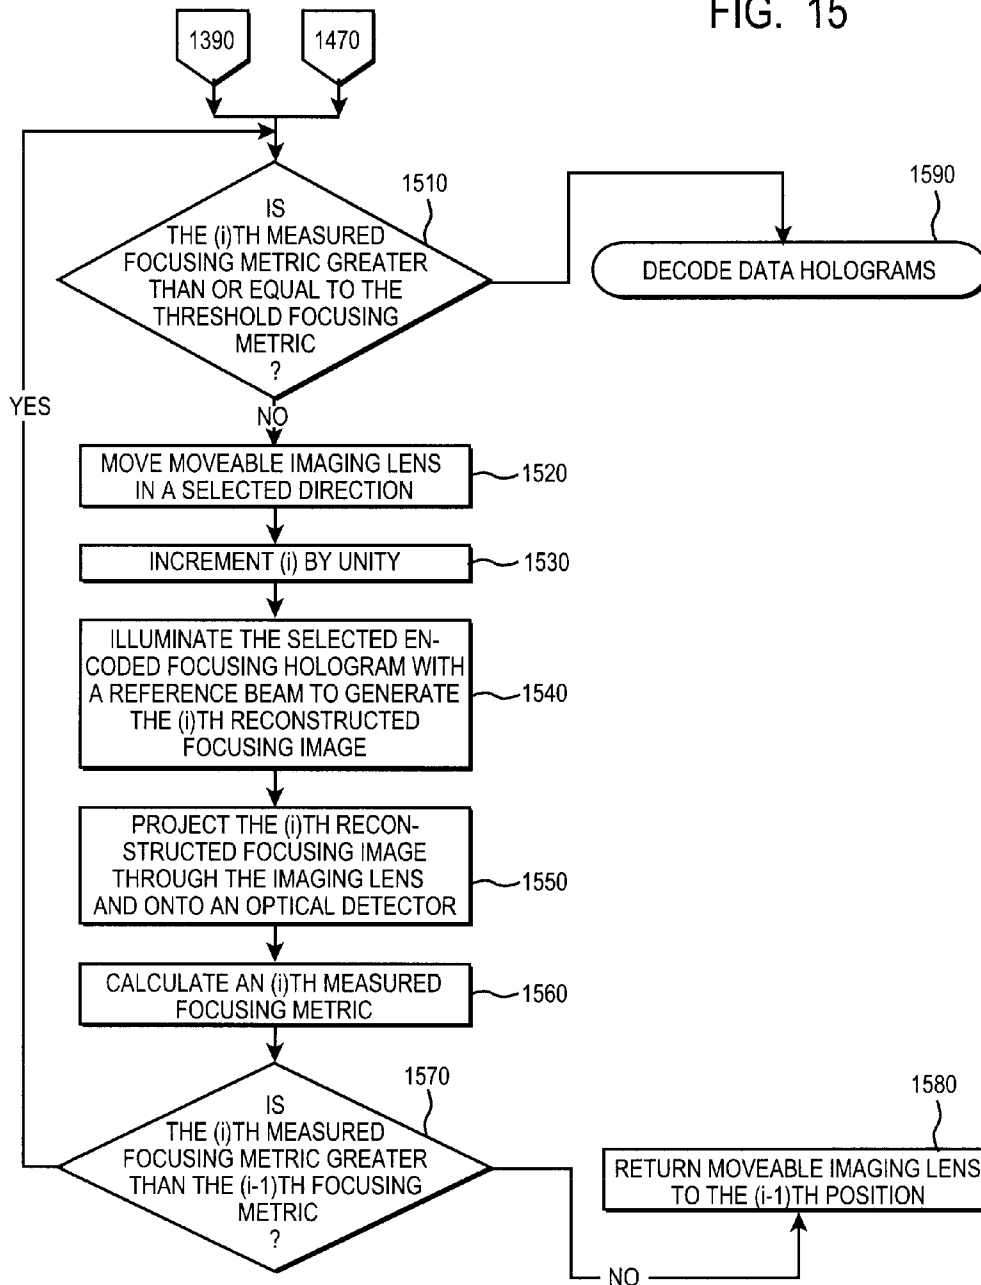 FIG. 15
1390
1470
1510
IS
THE (i)TH MEASURED
FOCUSING METRIC GREATER
THAN OR EQUAL TO THE
THRESHOLD FOCUSING
METRIC
?
1590
DECODE DATA HOLOGRAMS
YES
NO
MOVE MOVEABLE IMAGING LENS
IN A SELECTED DIRECTION
1520
INCREMENT (i) BY UNITY
1530
ILLUMINATE THE SELECTED EN-
CODED FOCUSING HOLOGRAM WITH
A REFERENCE BEAM TO GENERATE
THE (i)TH RECONSTRUCTED
FOCUSING IMAGE
1540
PROJECT THE (i)TH RECON-
STRUCTED FOCUSING IMAGE
THROUGH THE IMAGING LENS
AND ONTO AN OPTICAL DETECTOR
1550
CALCULATE AN (i)TH MEASURED
FOCUSING METRIC
1560
1570
IS
THE (i)TH MEASURED
FOCUSING METRIC GREATER
THAN THE (i-1)TH FOCUSING
METRIC
?
1580
RETURN MOVEABLE IMAGING LENS
TO THE (i-1)TH POSITION
NO